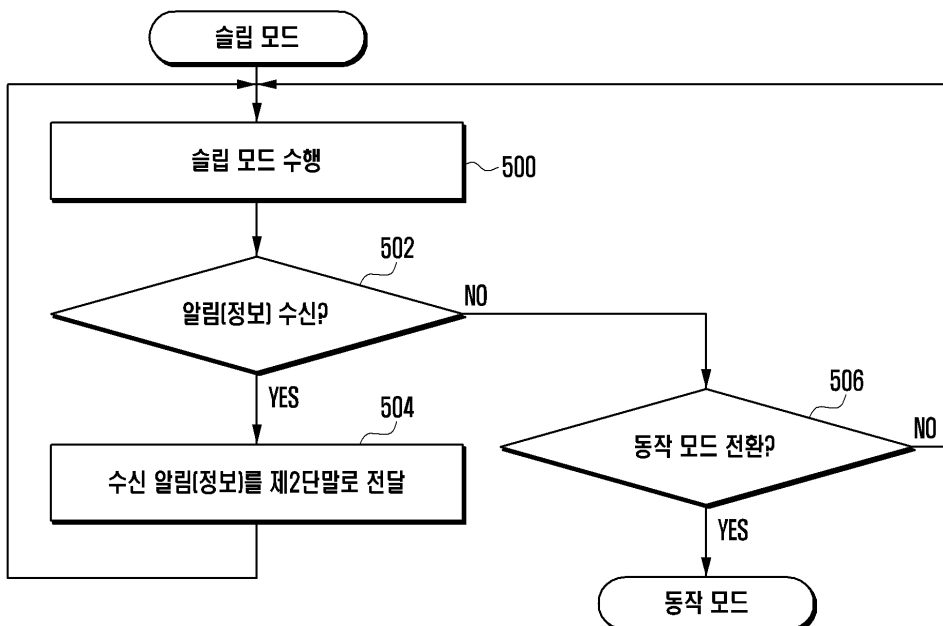 슬립 모드
슬립 모드 수행
500
502
알림(정보) 수신?
NO
YES
504
수신 알림(정보)를 제2단말로 전달
506
동작 모드 전환?
NO
YES
동작 모드